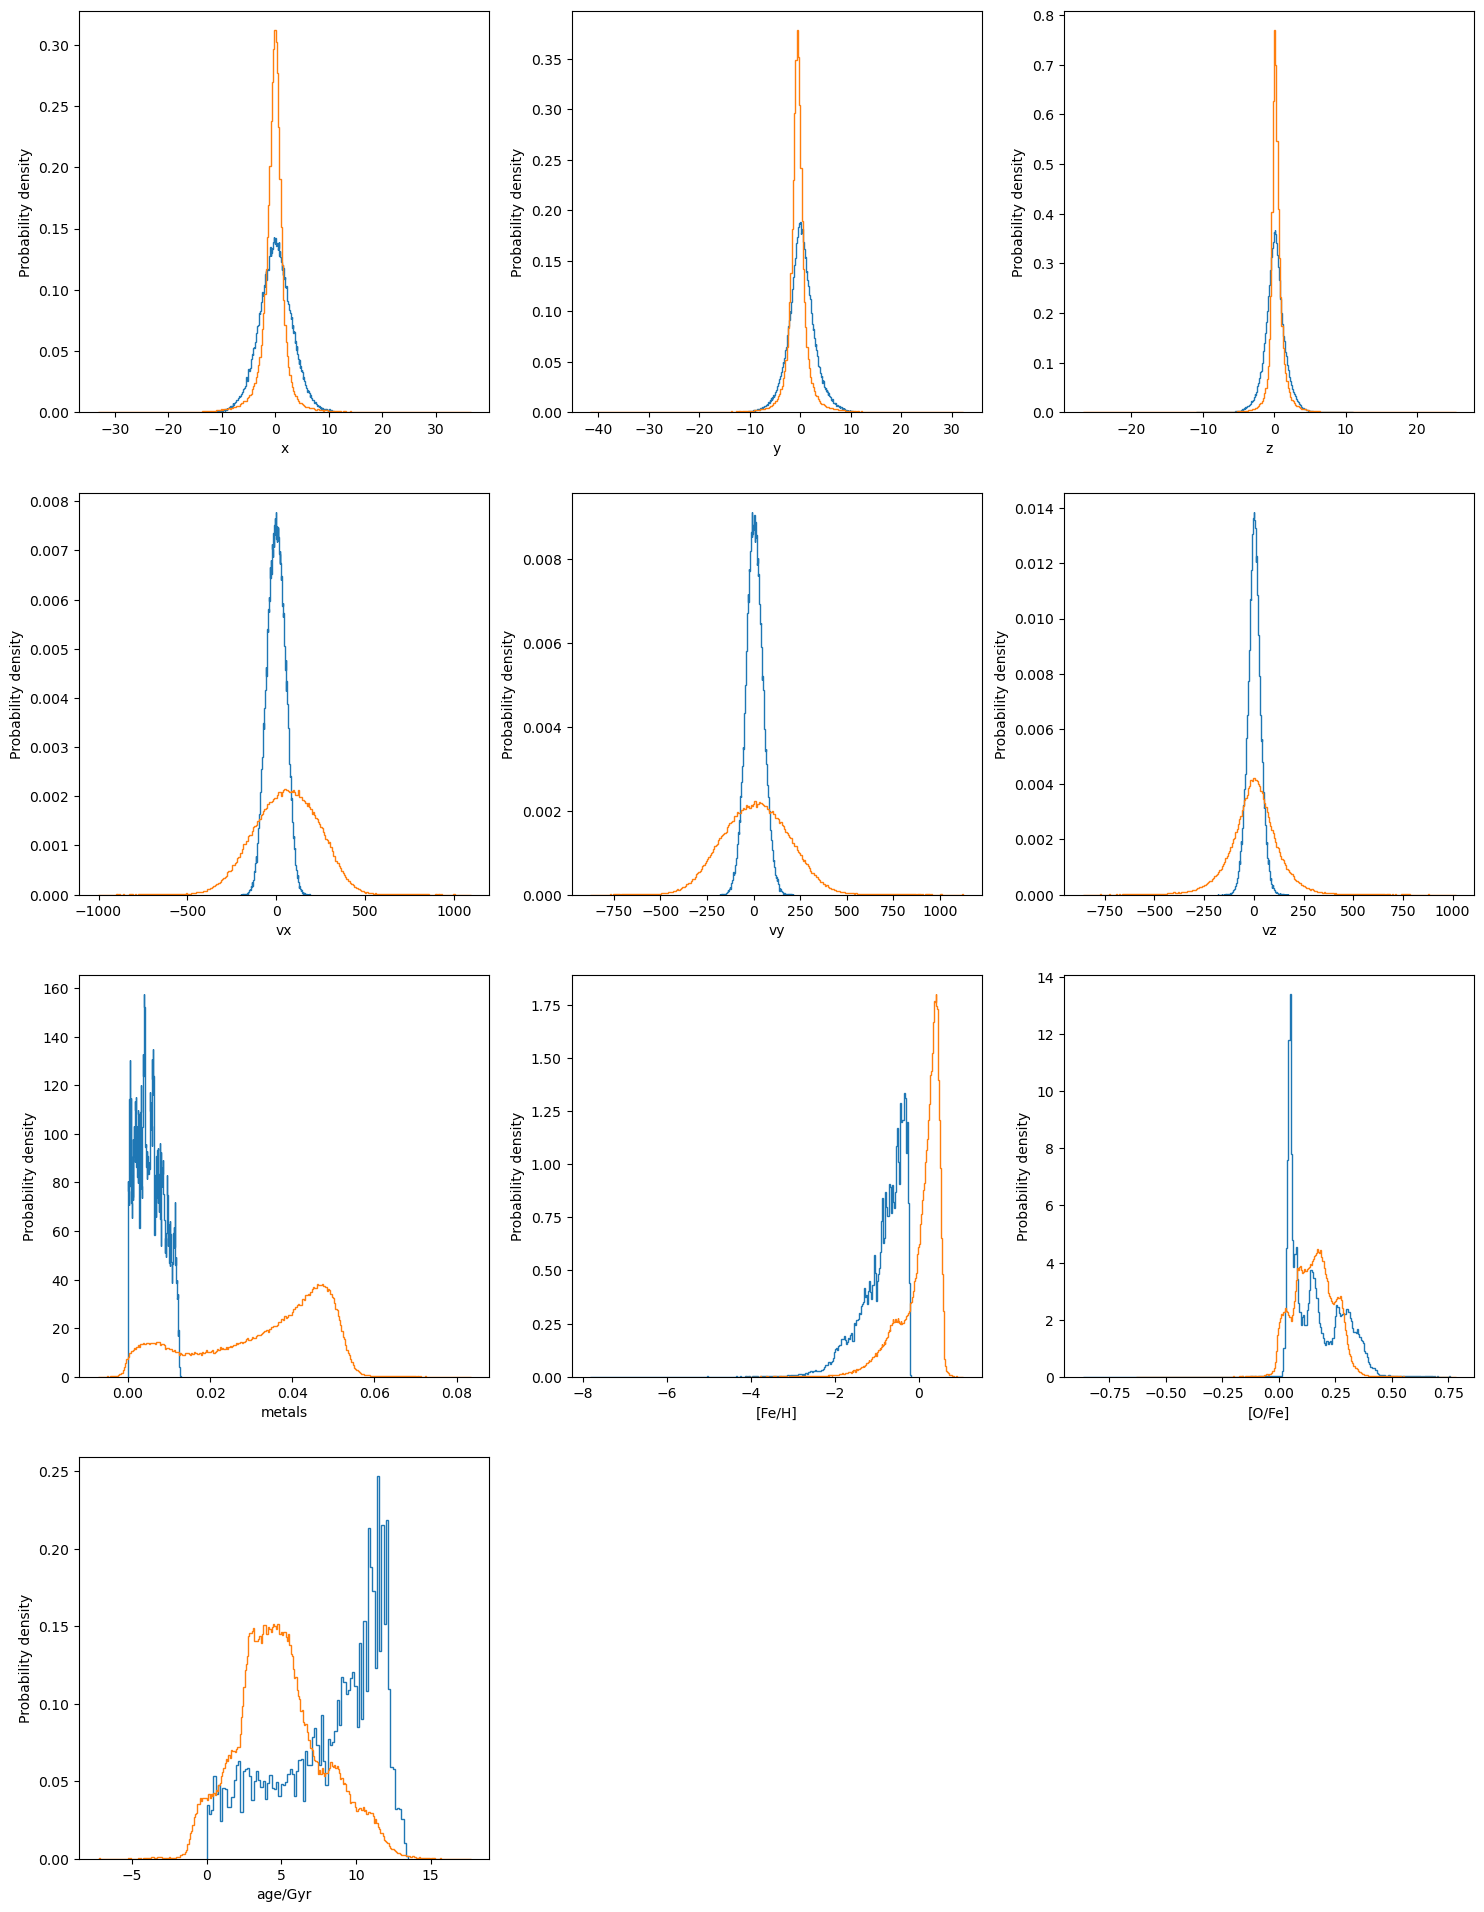 0.30
0.25
0.20
0.15
0.10
0.05
0.00
Probability density
−30 −20 −10 0 10 20 30
x
0.35
0.30
0.25
0.20
0.15
0.10
0.05
0.00
Probability density
−40 −30 −20 −10 0 10 20 30
y
0.8
0.7
0.6
0.5
0.4
0.3
0.2
0.1
0.0
Probability density
−20 −10 0 10 20
z
0.008
0.007
0.006
0.005
0.004
0.003
0.002
0.001
0.000
Probability density
−1000 −500 0 500 1000
vx
0.008
0.006
0.004
0.002
0.000
Probability density
−750 −500 −250 0 250 500 750 1000
vy
0.014
0.012
0.010
0.008
0.006
0.004
0.002
0.000
Probability density
−750 −500 −250 0 250 500 750 1000
vz
160
140
120
100
80
60
40
20
0
Probability density
0.00 0.02 0.04 0.06 0.08
metals
1.75
1.50
1.25
1.00
0.75
0.50
0.25
0.00
Probability density
−8 −6 −4 −2 0
[Fe/H]
14
12
10
8
6
4
2
0
Probability density
−0.75 −0.50 −0.25 0.00 0.25 0.50 0.75
[O/Fe]
0.25
0.20
0.15
0.10
0.05
0.00
Probability density
−5 0 5 10 15
age/Gyr